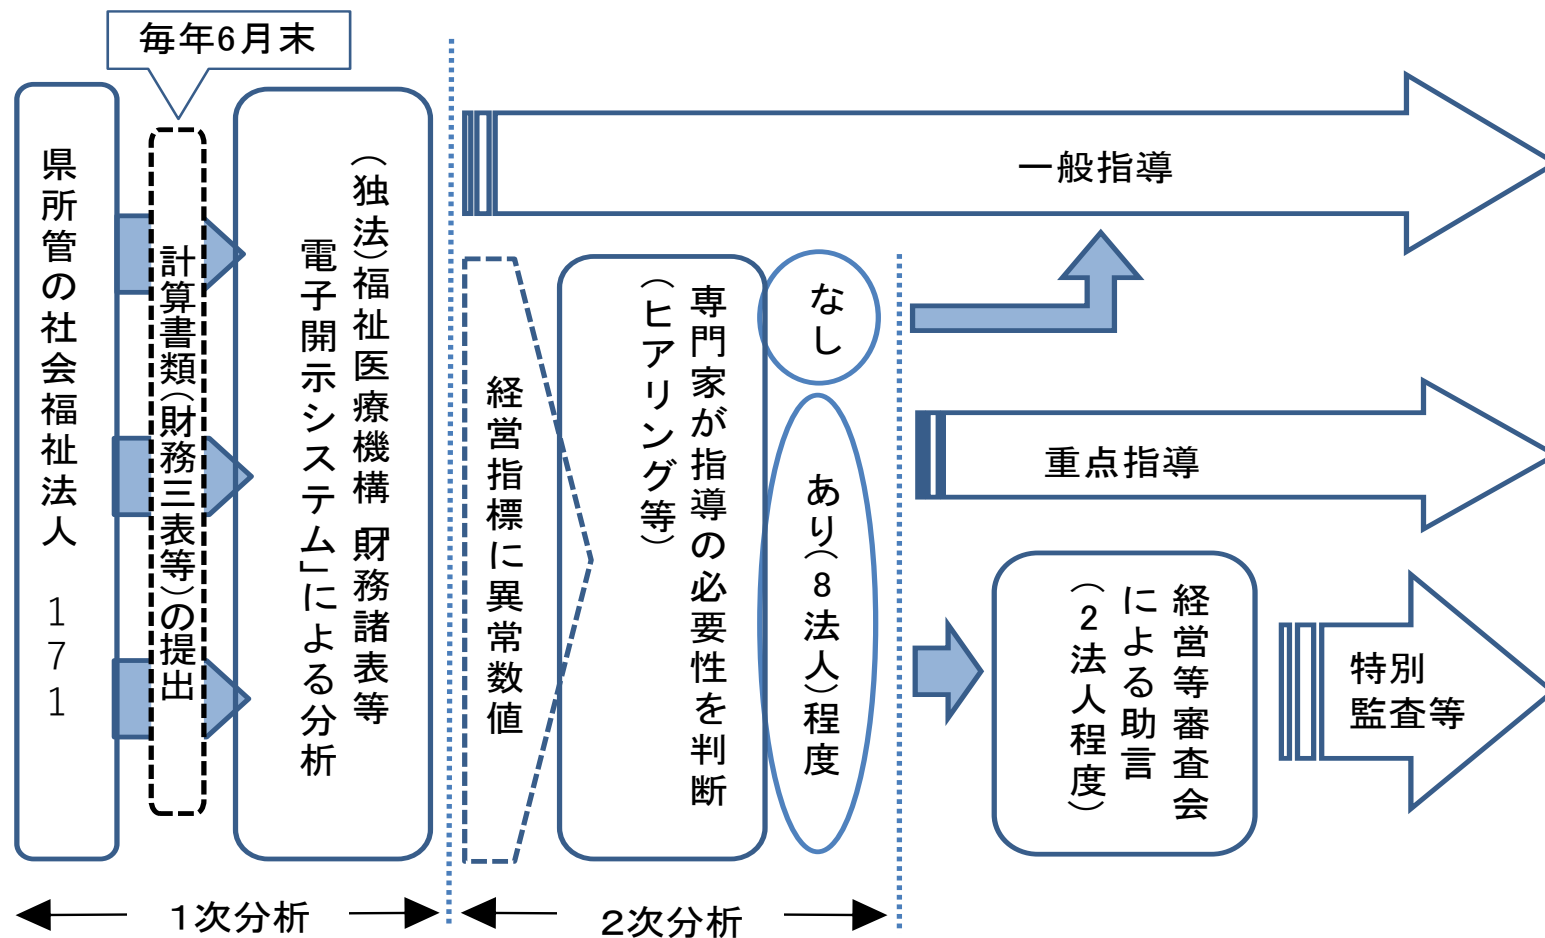 毎年6月末
県所管の社会福祉法人 171
計算書類(財務三表等)の提出
(独法)福祉医療機構「財務諸表等
電子開示システム」による分析
一般指導
経営指標に異常数値
専門家が指導の必要性を判断
(ヒアリング等)
なし
あり(8法人)程度
重点指導
経営等審査会
による助言
(2法人程度)
特別
監査等
1次分析
2次分析